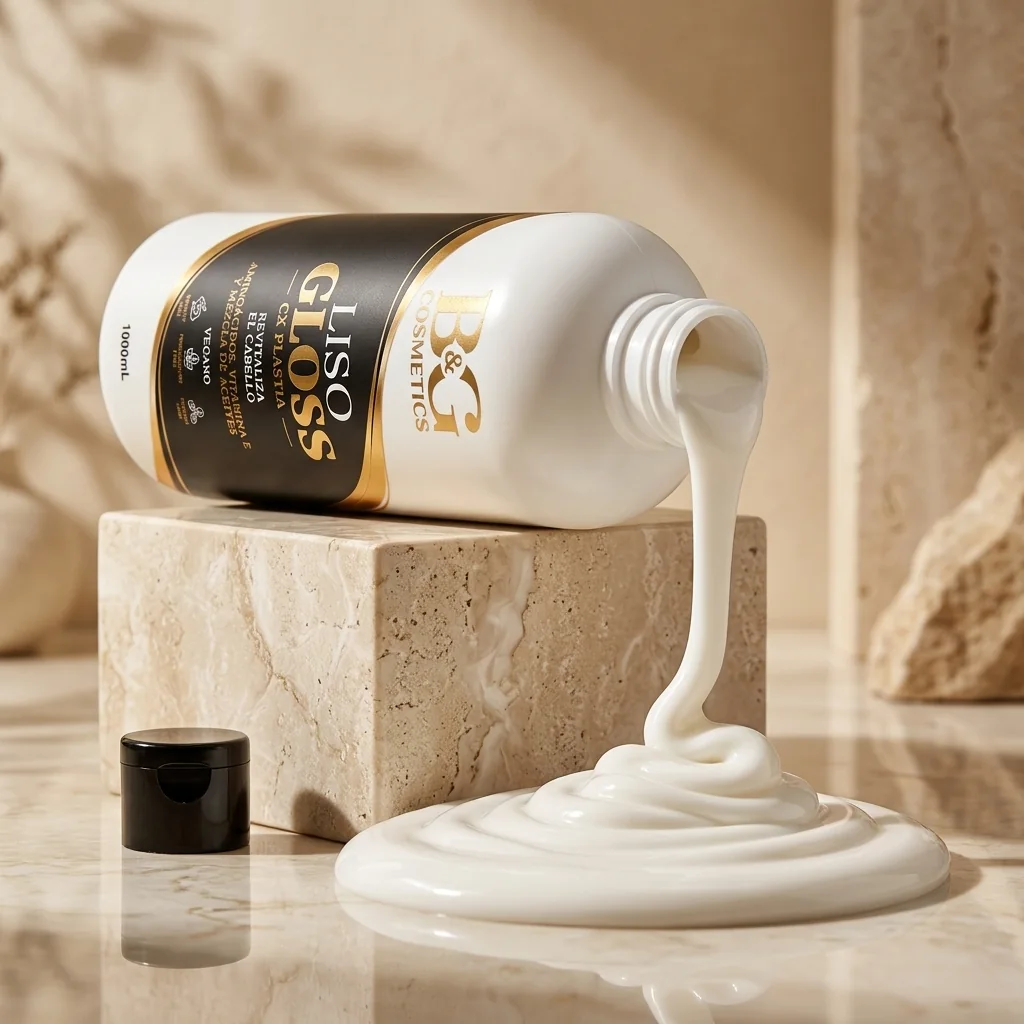 B&G
COSMETICS
LISO
GLOSS
CX PLASTIA
REVITALIZA
EL CABELLO
VEGANO
AMINOÁCIDOS, VITAMINA E
Y MEZCLA DE ACEITES
1000mL